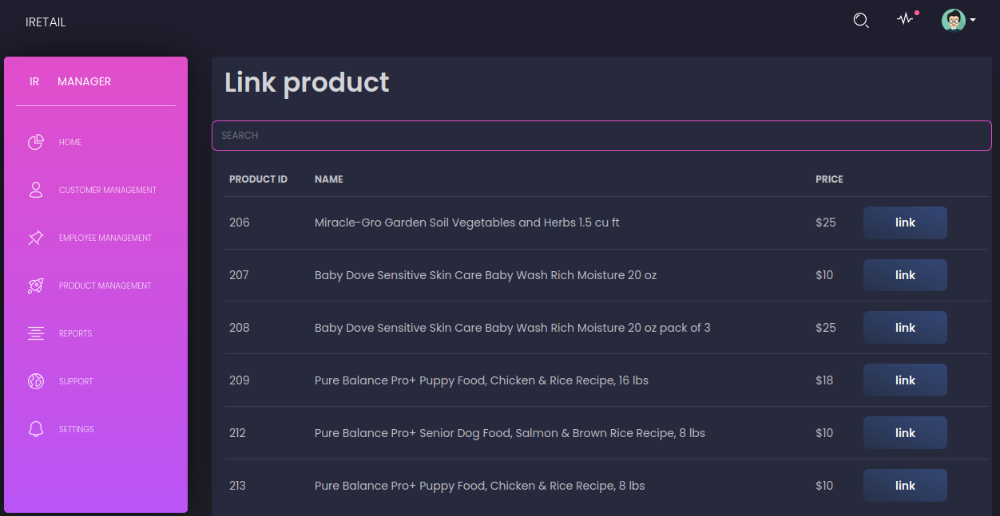 IRETAIL
IR MANAGER
HOME
CUSTOMER MANAGEMENT
EMPLOYEE MANAGEMENT
PRODUCT MANAGEMENT
REPORTS
SUPPORT
SETTINGS
Link product
SEARCH
PRODUCT ID NAME PRICE
206 Miracle-Gro Garden Soil Vegetables and Herbs 1.5 cu ft $25 link
207 Baby Dove Sensitive Skin Care Baby Wash Rich Moisture 20 oz $10 link
208 Baby Dove Sensitive Skin Care Baby Wash Rich Moisture 20 oz pack of 3 $25 link
209 Pure Balance Pro+ Puppy Food, Chicken & Rice Recipe, 16 lbs $18 link
212 Pure Balance Pro+ Senior Dog Food, Salmon & Brown Rice Recipe, 8 lbs $10 link
213 Pure Balance Pro+ Puppy Food, Chicken & Rice Recipe, 8 lbs $10 link